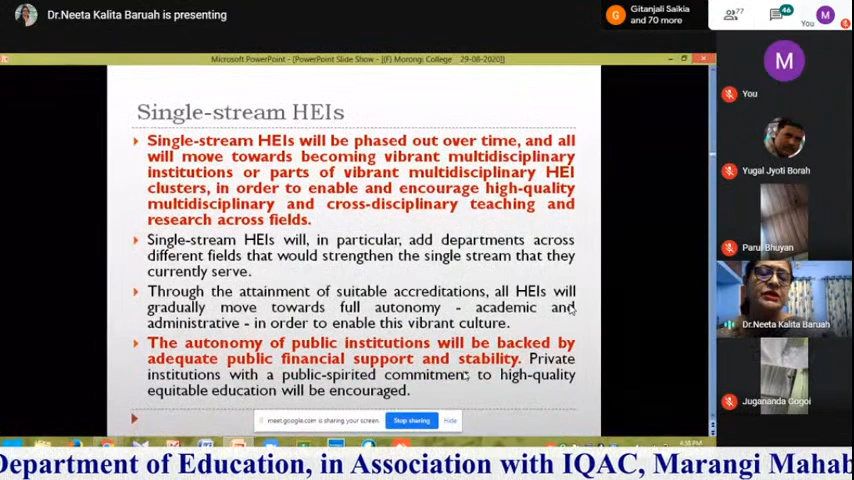 Dr.Neeta Kalita Baruah is presenting
Gitanjali Saikia
and 70 more
77
46
You
M
Microsoft PowerPoint - [PowerPoint Slide Show - [(F) Morongi College 29-08-2020]]
Single-stream HEIs
Single-stream HEIs will be phased out over time, and all
will move towards becoming vibrant multidisciplinary
institutions or parts of vibrant multidisciplinary HEI
clusters, in order to enable and encourage high-quality
multidisciplinary and cross-disciplinary teaching and
research across fields.
Single-stream HEIs will, in particular, add departments across
different fields that would strengthen the single stream that they
currently serve.
Through the attainment of suitable accreditations, all HEIs will
gradually move towards full autonomy - academic and
administrative - in order to enable this vibrant culture.
The autonomy of public institutions will be backed by
adequate public financial support and stability. Private
institutions with a public-spirited commitment to high-quality
equitable education will be encouraged.
meet.google.com is sharing your screen.
Stop sharing
Hide
4:55 PM
M
You
Yugal Jyoti Borah
Parul Bhuyan
Dr.Neeta Kalita Baruah
Jugananda Gogoi
Department of Education, in Association with IQAC, Marangi Mahab